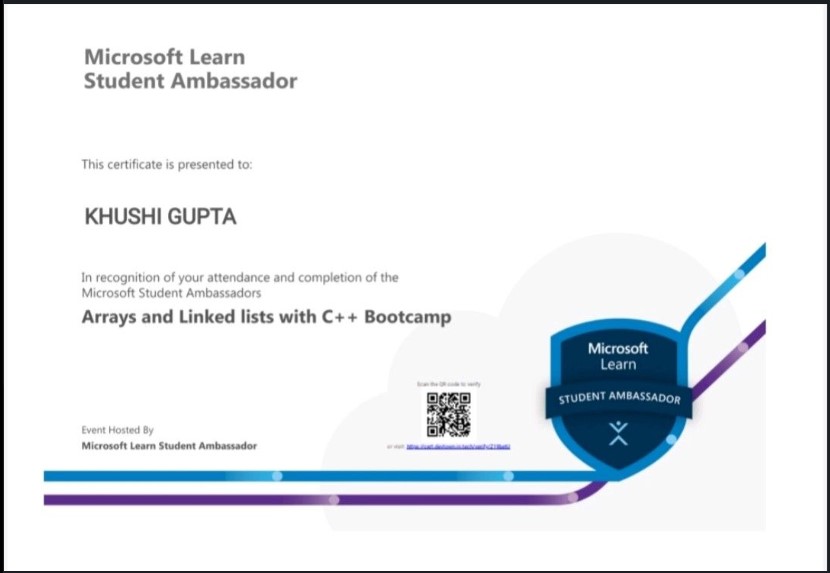 Microsoft Learn
Student Ambassador
This certificate is presented to:
KHUSHI GUPTA
In recognition of your attendance and completion of the
Microsoft Student Ambassadors
Arrays and Linked lists with C++ Bootcamp
Scan the QR code to verify
or visit
Event Hosted By
Microsoft Learn Student Ambassador
Microsoft
Learn
STUDENT AMBASSADOR